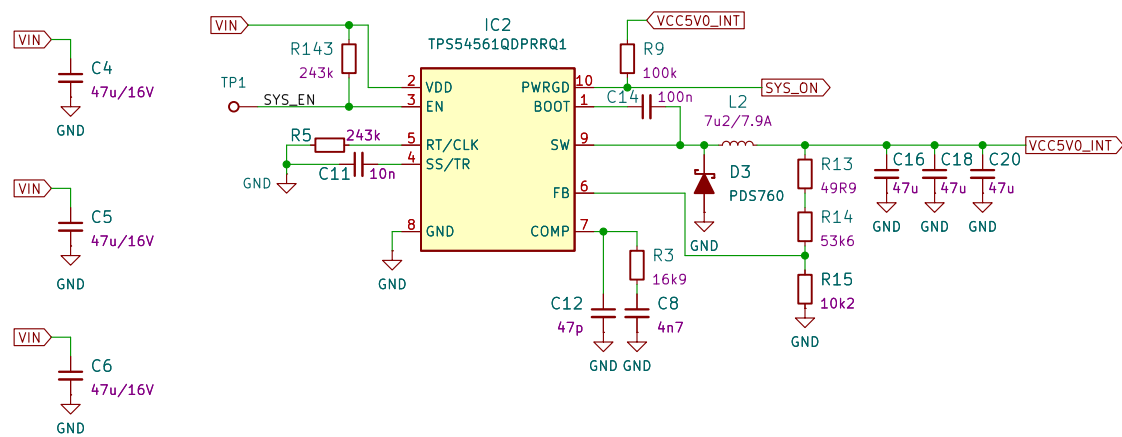 VIN
C4
47u/16V
GND
VIN
C5
47u/16V
GND
VIN
C6
47u/16V
GND
VIN
R143
243k
TP1
SYS_EN
R5
243k
C11
10n
GND
IC2
TPS54561QDPRRQ1
2
VDD
3
EN
5
RT/CLK
4
SS/TR
8
GND
GND
PWRGD
10
BOOT
1
SW
9
FB
6
COMP
7
VCC5V0_INT
R9
100k
SYS_ON
C14
100n
L2
7u2/7.9A
D3
PDS760
GND
R3
16k9
C12
47p
C8
4n7
GND
GND
R13
49R9
R14
53k6
R15
10k2
GND
C16
47u
GND
C18
47u
GND
C20
47u
GND
VCC5V0_INT